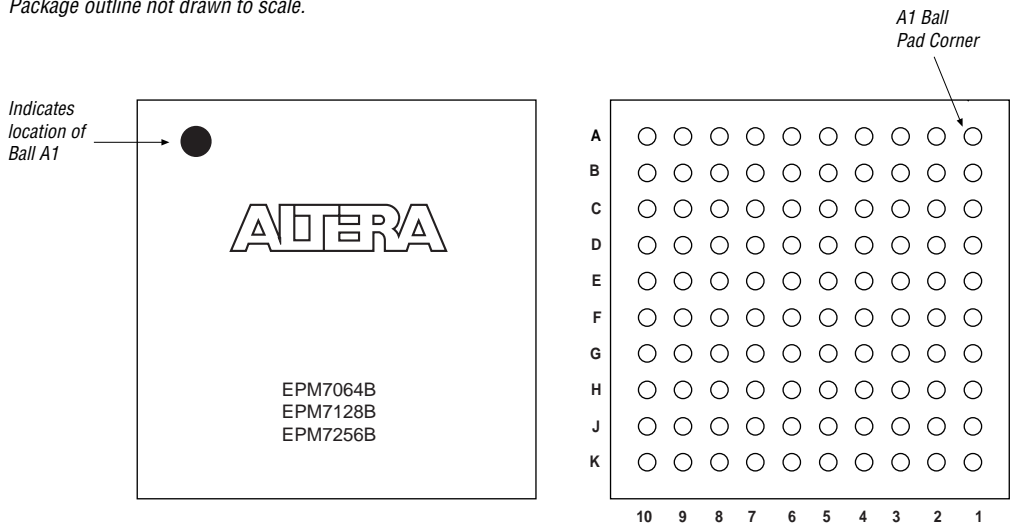 Package outline not drawn to scale.
A1 Ball
Pad Corner
Indicates
location of
Ball A1
ALTERA
EPM7064B
EPM7128B
EPM7256B
A
B
C
D
E
F
G
H
J
K
10 9 8 7 6 5 4 3 2 1